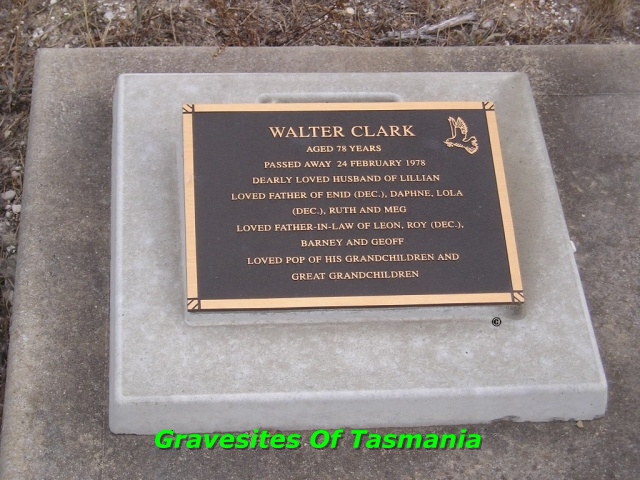 WALTER CLARK
AGED 78 YEARS
PASSED AWAY 24 FEBRUARY 1978
DEARLY LOVED HUSBAND OF LILLIAN
LOVED FATHER OF ENID (DEC.), DAPHNE, LOLA
(DEC.), RUTH AND MEG
LOVED FATHER-IN-LAW OF LEON, ROY (DEC.),
BARNEY AND GEOFF
LOVED POP OF HIS GRANDCHILDREN AND
GREAT GRANDCHILDREN
©
Gravesites Of Tasmania